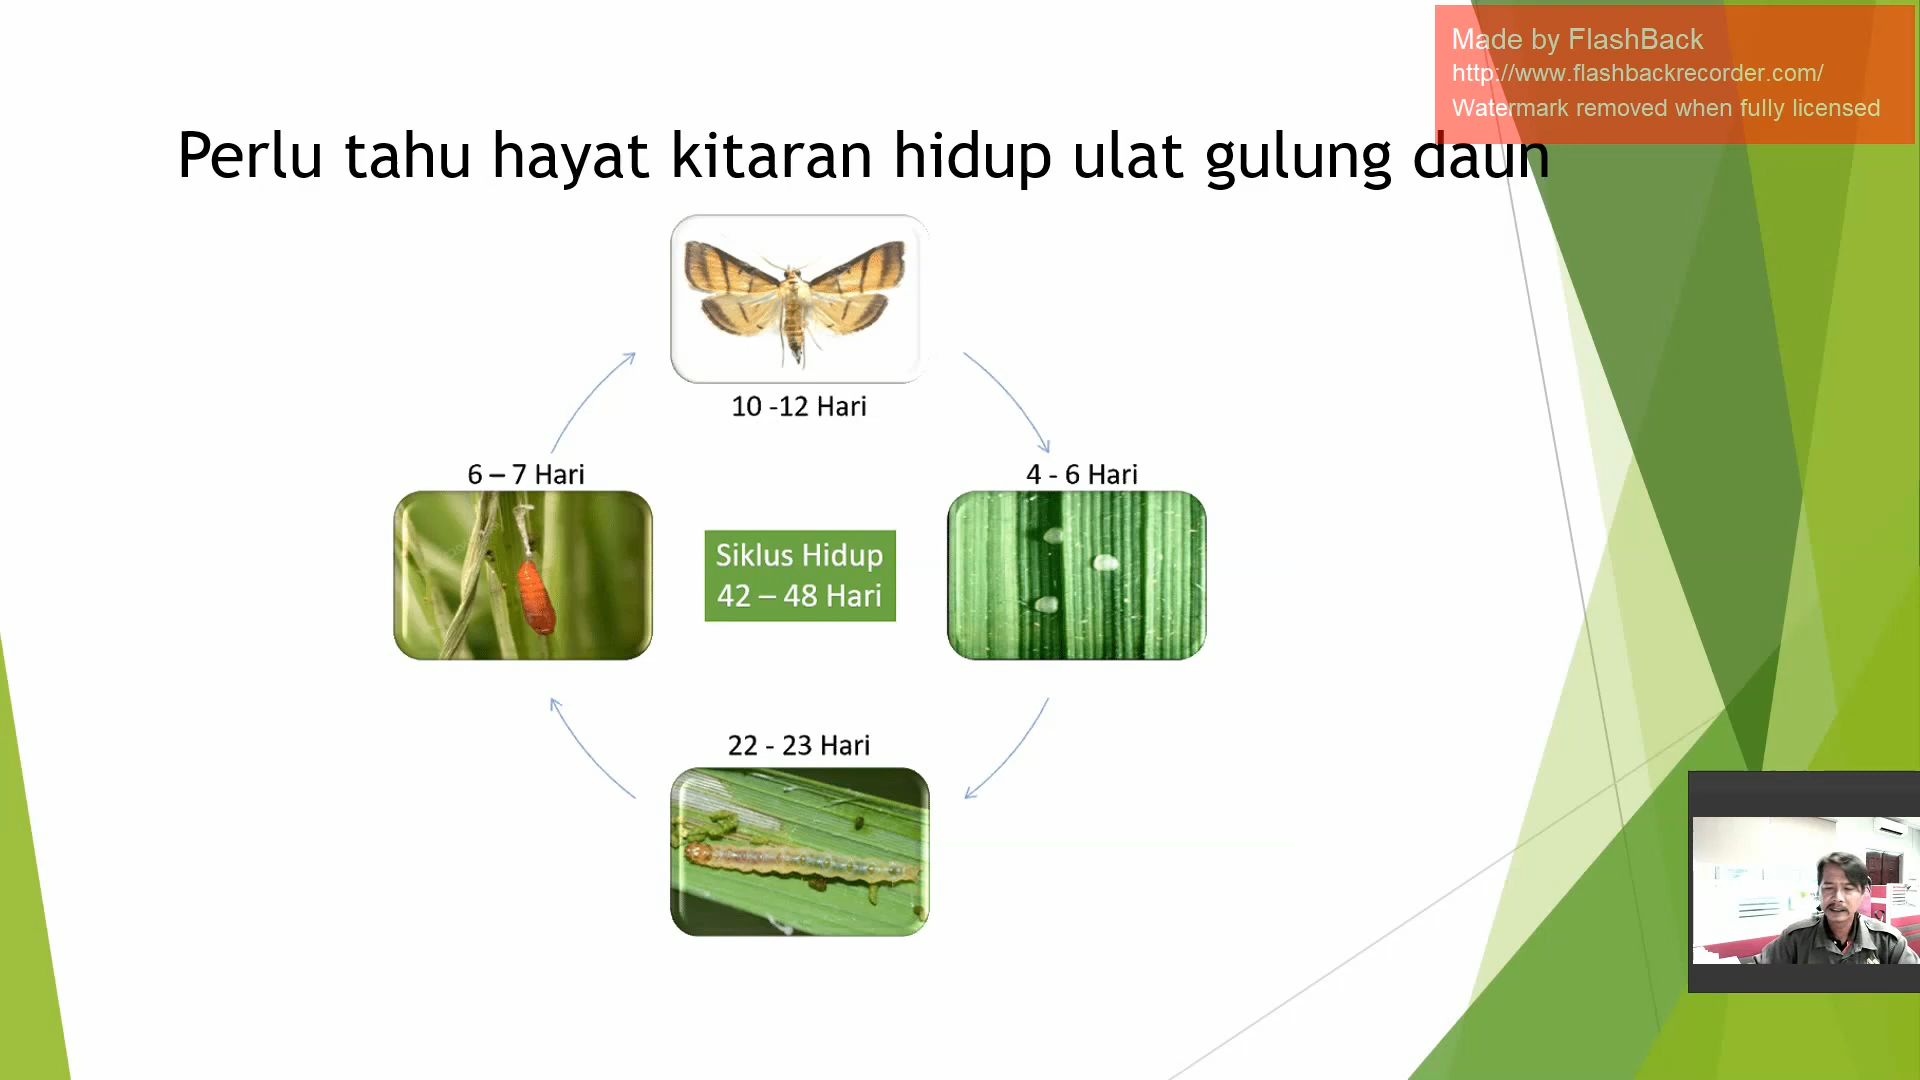 Made by FlashBack
http://www.flashbackrecorder.com/
Watermark removed when fully licensed
Perlu tahu hayat kitaran hidup ulat gulung daun
10 -12 Hari
6 – 7 Hari
4 - 6 Hari
Siklus Hidup
42 – 48 Hari
22 - 23 Hari